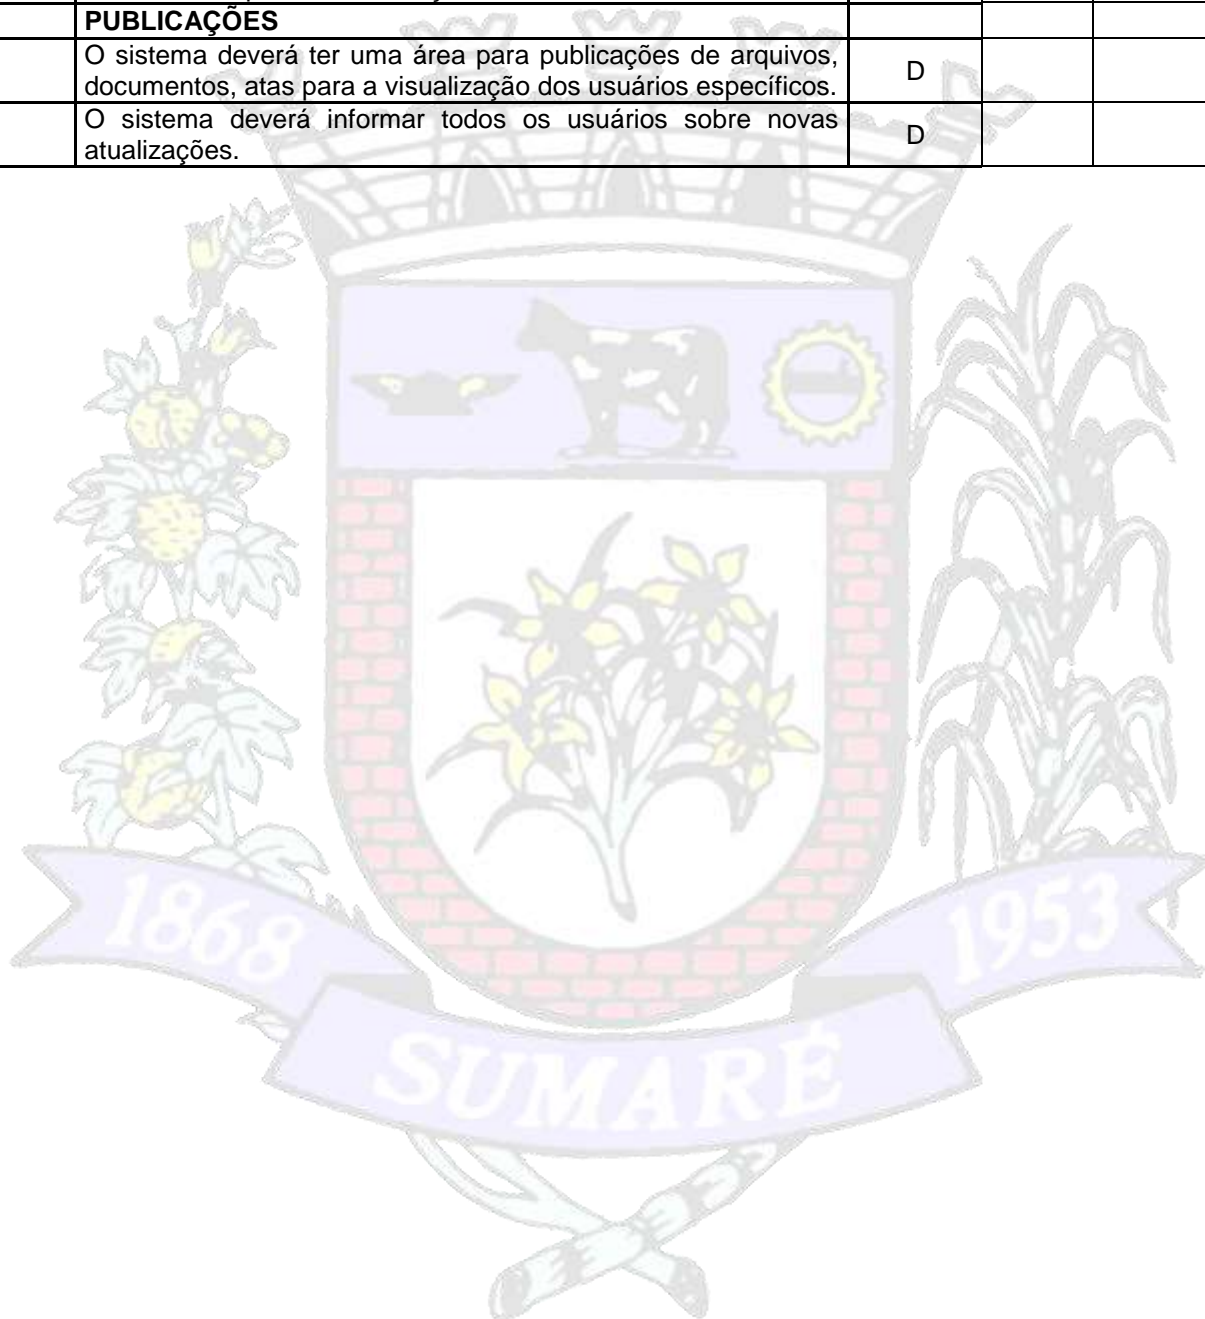 PUBLICAÇÕES
O sistema deverá ter uma área para publicações de arquivos,
documentos, atas para a visualização dos usuários específicos.
D
O sistema deverá informar todos os usuários sobre novas
atualizações.
D
1868
1953
SUMARÉ